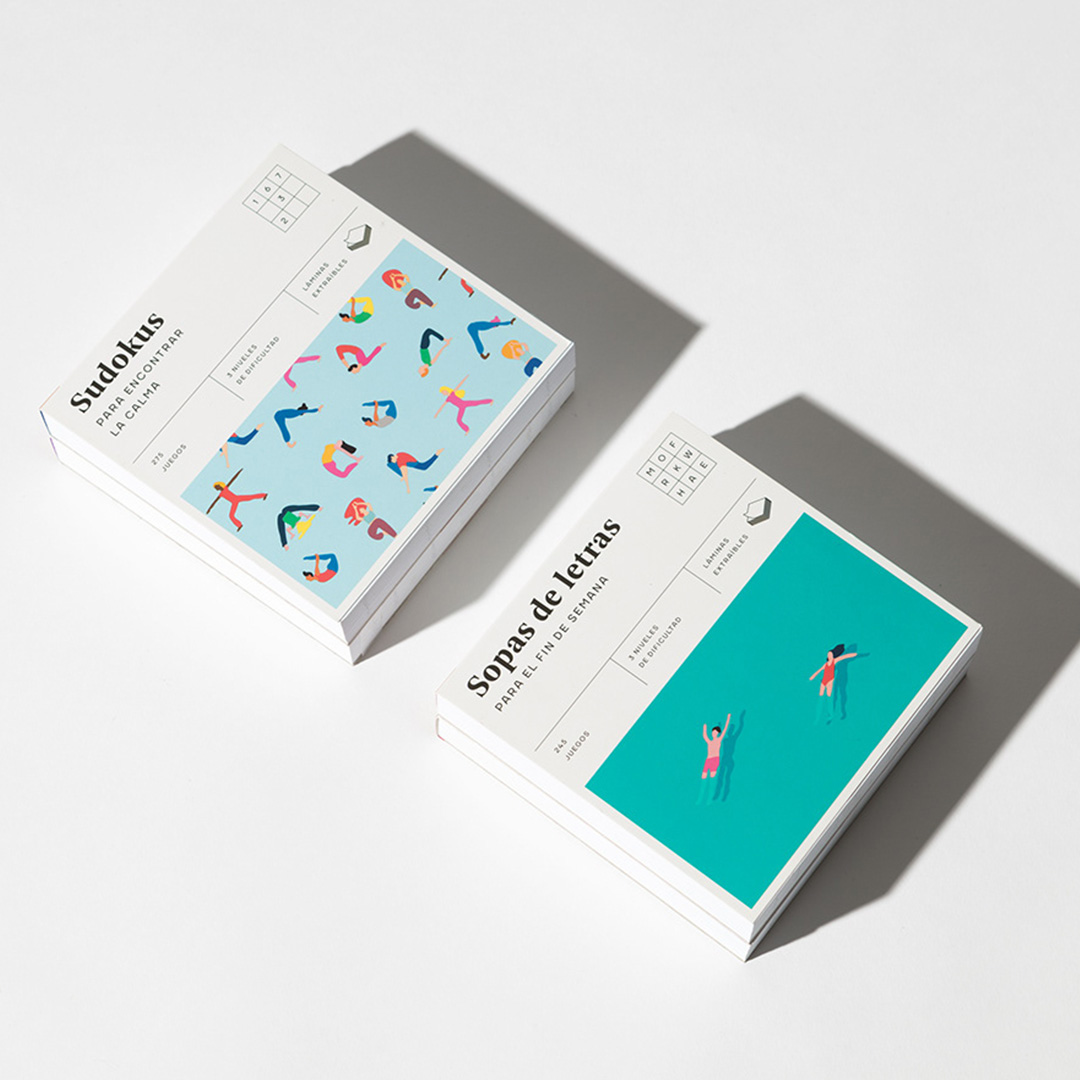 1 6 7
3
2
Sudokus
PARA ENCONTRAR
LA CALMA
275
JUEGOS
3 NIVELES
DE DIFICULTAD
LÁMINAS
EXTRAÍBLES
M O F
R K W
H A E
Sopas de letras
PARA EL FIN DE SEMANA
245
JUEGOS
3 NIVELES
DE DIFICULTAD
LÁMINAS
EXTRAÍBLES